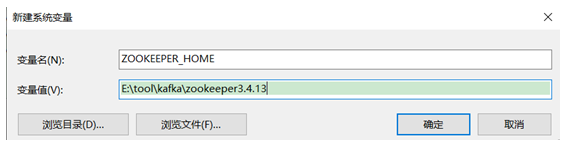 新建系统变量
变量名(N):
ZOOKEEPER_HOME
变量值(V):
E:\tool\kafka\zookeeper3.4.13
浏览目录(D)...
浏览文件(F)...
确定
取消